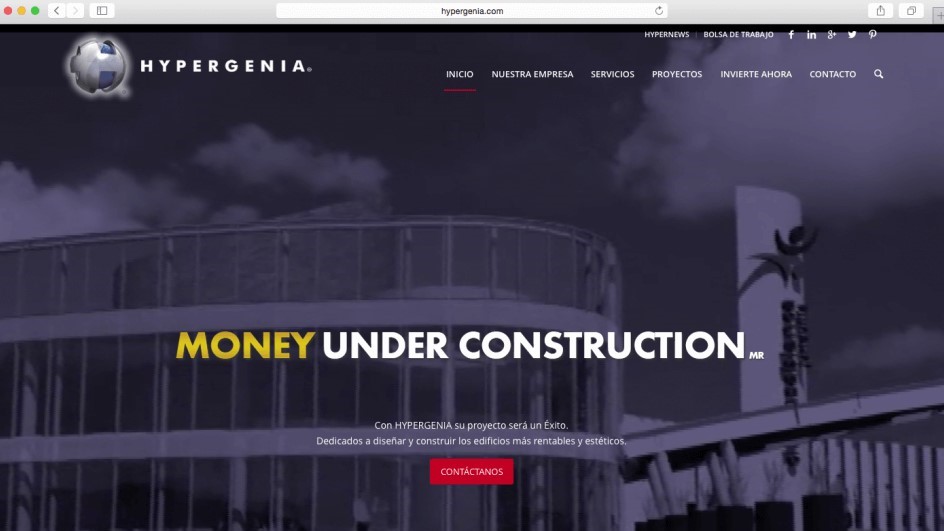 hypergenia.com
HYPERNEWS | BOLSA DE TRABAJO
HYPERGENIA®
INICIO NUESTRA EMPRESA SERVICIOS PROYECTOS INVIERTE AHORA CONTACTO
MONEY UNDER CONSTRUCTION MR
Con HYPERGENIA su proyecto será un Éxito.
Dedicados a diseñar y construir los edificios más rentables y estéticos.
CONTÁCTANOS